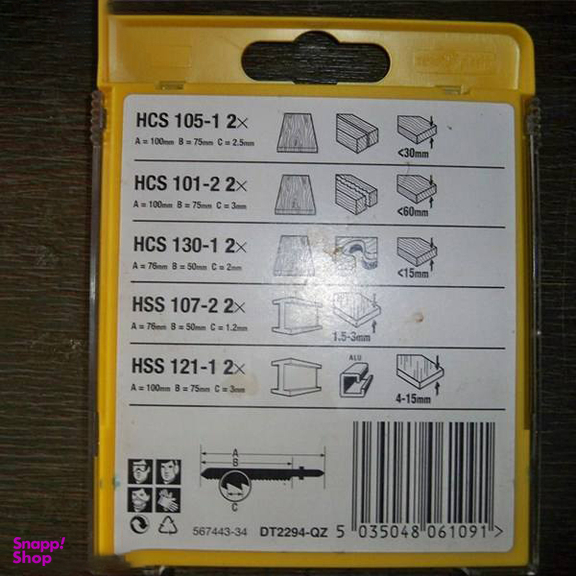 HCS 105-1 2×
A = 100mm B = 75mm C = 2.5mm
<30mm
HCS 101-2 2×
A = 100mm B = 75mm C = 3mm
<60mm
HCS 130-1 2×
A = 76mm B = 50mm C = 2mm
<15mm
HSS 107-2 2×
A = 76mm B = 50mm C = 1.2mm
1.5-3mm
HSS 121-1 2×
A = 100mm B = 75mm C = 3mm
ALU
4-15mm
A
B
C
567443-34 DT2294-QZ 5 035048 061091 >
Snapp!
Shop